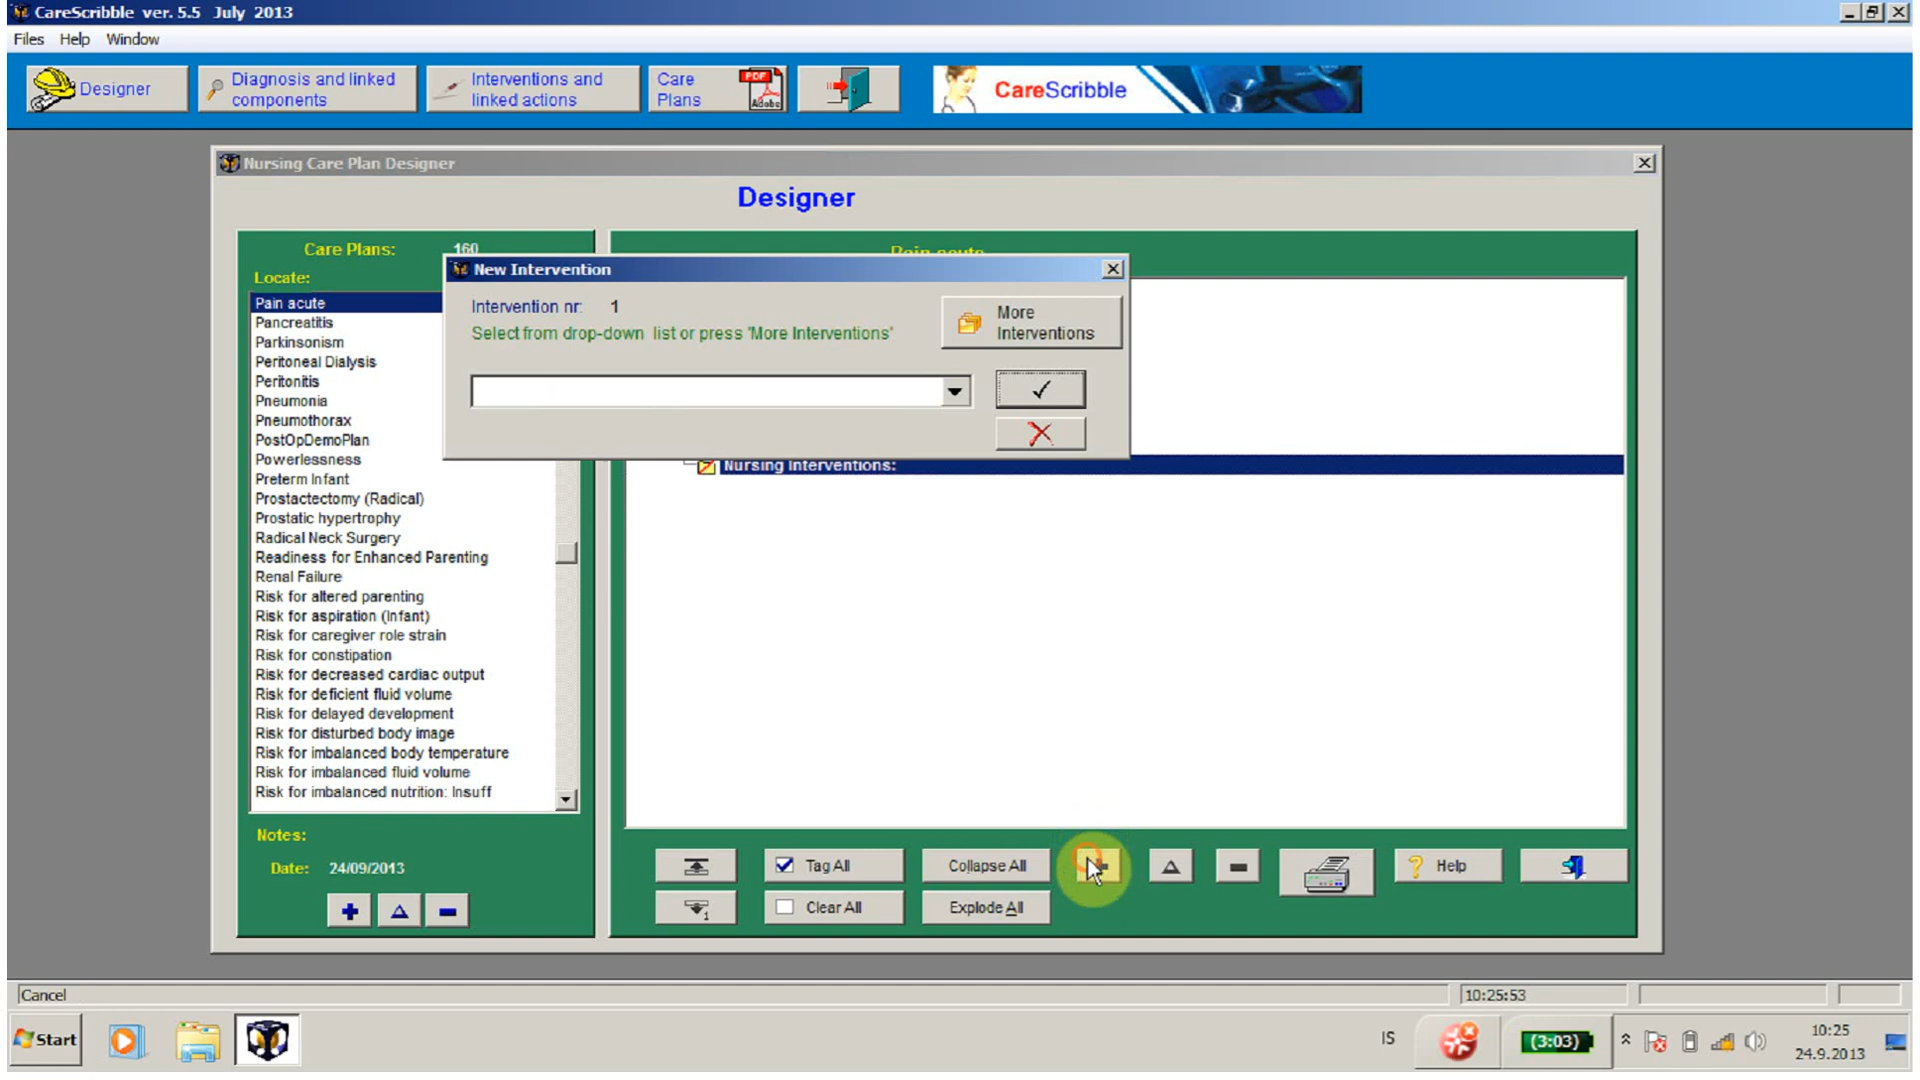 CareScribble ver. 5.5 July 2013
Files Help Window
Designer
Diagnosis and linked
components
Interventions and
linked actions
Care
Plans
PDF
Adobe
CareScribble
Nursing Care Plan Designer
Designer
Care Plans: 160
Locate:
Pain acute
Pancreatitis
Parkinsonism
Peritoneal Dialysis
Peritonitis
Pneumonia
Pneumothorax
PostOpDemoPlan
Powerlessness
Preterm Infant
Prostactectomy (Radical)
Prostatic hypertrophy
Radical Neck Surgery
Readiness for Enhanced Parenting
Renal Failure
Risk for altered parenting
Risk for aspiration (Infant)
Risk for caregiver role strain
Risk for constipation
Risk for decreased cardiac output
Risk for deficient fluid volume
Risk for delayed development
Risk for disturbed body image
Risk for imbalanced body temperature
Risk for imbalanced fluid volume
Risk for imbalanced nutrition: Insuff
Notes:
Date: 24/09/2013
Pain acute
New Intervention
Intervention nr: 1
Select from drop-down list or press 'More Interventions'
More
Interventions
Nursing Interventions:
Tag All
Clear All
Collapse All
Explode All
1
Help
Cancel
10:25:53
Start
IS
(3:03)
10:25
24.9.2013